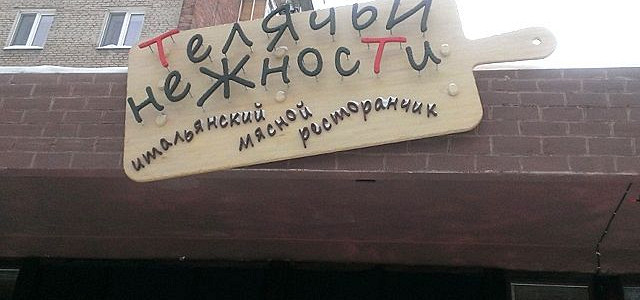 телячьи
нежности
итальянский
мясной
ресторанчик